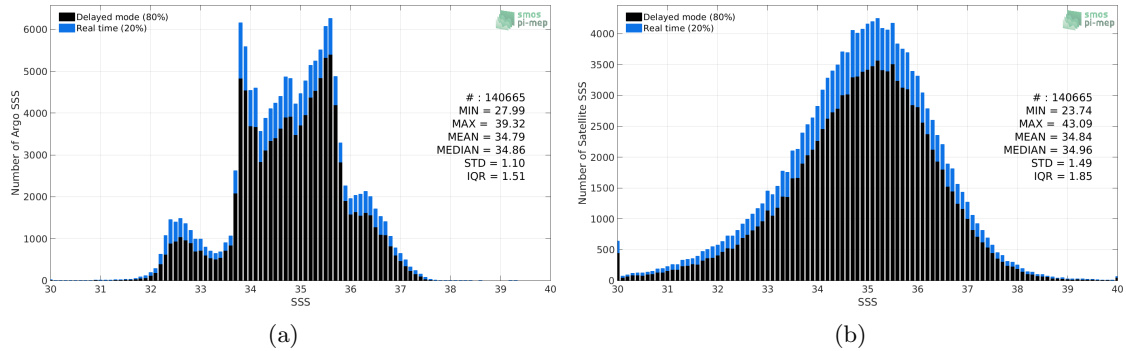 Delayed mode (80%)
Real time (20%)
smos
pi-mep
6000
5000
4000
3000
2000
1000
0
Number of Argo SSS
# : 140665
MIN = 27.99
MAX = 39.32
MEAN = 34.79
MEDIAN = 34.86
STD = 1.10
IQR = 1.51
30 31 32 33 34 35 36 37 38 39 40
SSS
(a)
Delayed mode (80%)
Real time (20%)
smos
pi-mep
4000
3500
3000
2500
2000
1500
1000
500
0
Number of Satellite SSS
# : 140665
MIN = 23.74
MAX = 43.09
MEAN = 34.84
MEDIAN = 34.96
STD = 1.49
IQR = 1.85
30 31 32 33 34 35 36 37 38 39 40
SSS
(b)